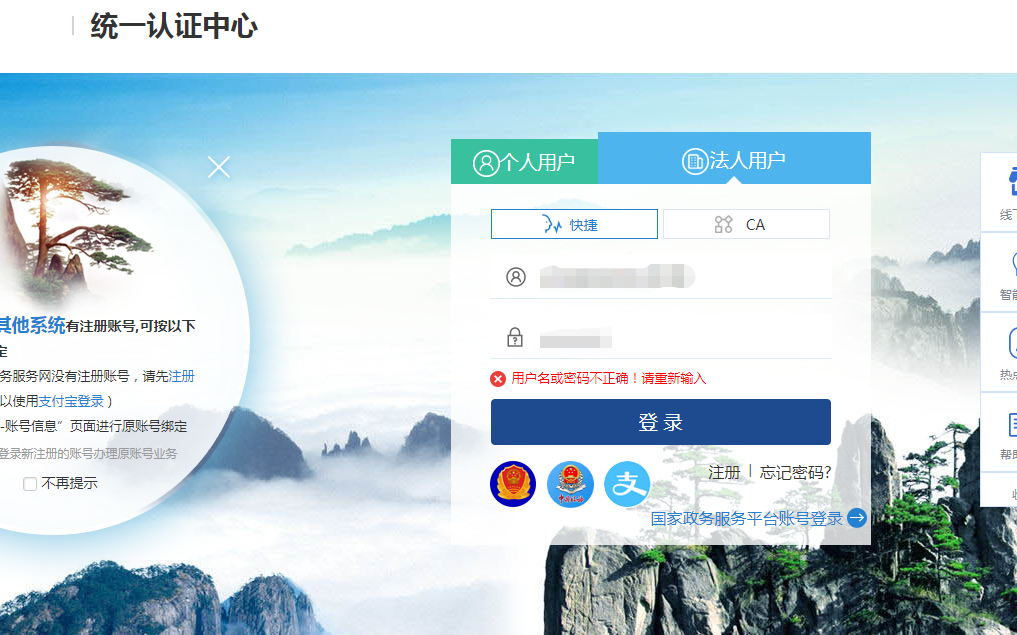 统一认证中心
个人用户
法人用户
快捷
CA
用户名或密码不正确！请重新输入
登录
注册
忘记密码?
国家政务服务平台账号登录
其他系统有注册账号,可按以下
定
务服务网没有注册账号，请先注册
以使用支付宝登录）
-账号信息”页面进行原账号绑定
登录新注册的账号办理原账号业务
不再提示
线下
智能
帮助